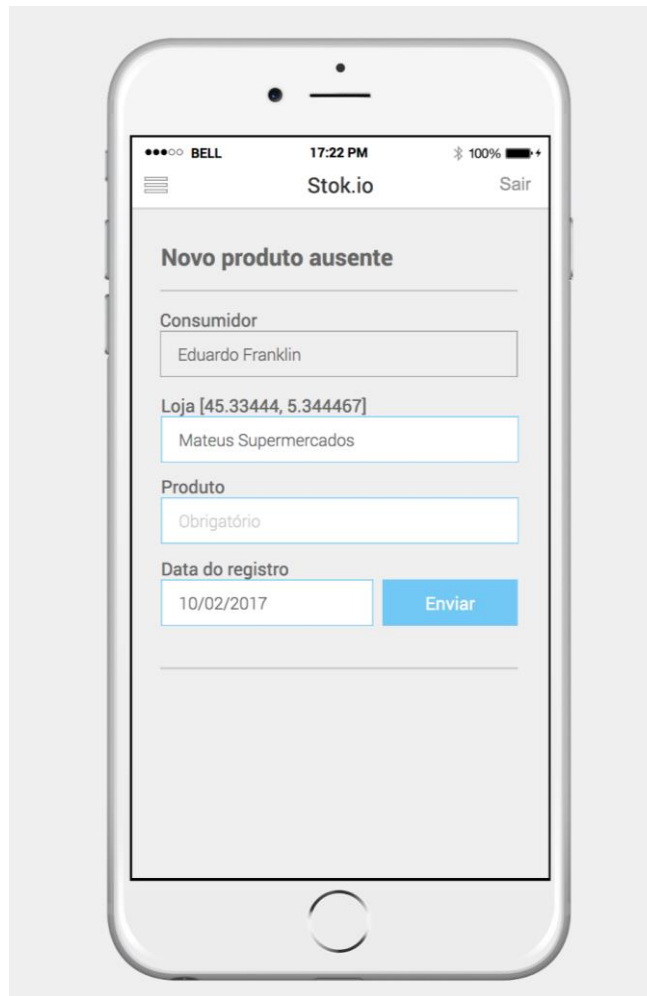 BELL 17:22 PM 100%
Stok.io Sair
Novo produto ausente
Consumidor
Eduardo Franklin
Loja [45.33444, 5.344467]
Mateus Supermercados
Produto
Obrigatório
Data do registro
10/02/2017 Enviar